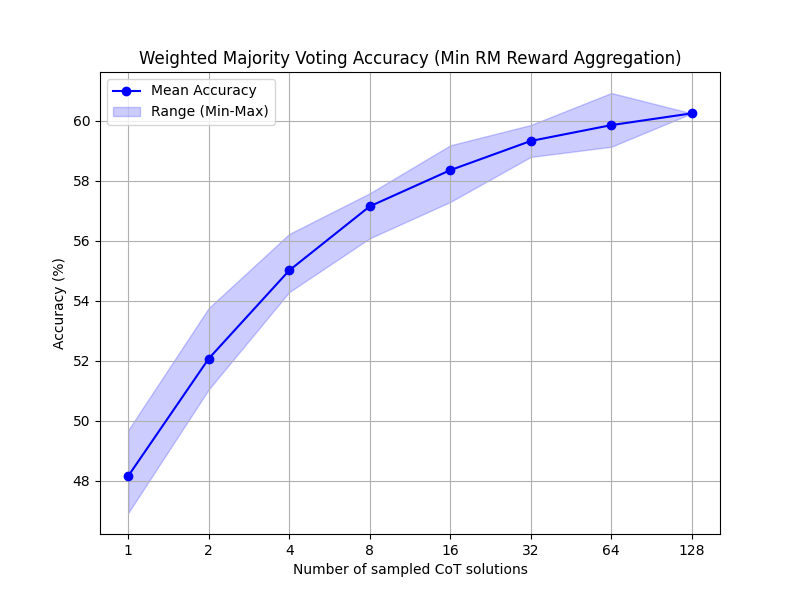 Weighted Majority Voting Accuracy (Min RM Reward Aggregation)
Mean Accuracy
Range (Min-Max)
Accuracy (%)
60
58
56
54
52
50
48
1 2 4 8 16 32 64 128
Number of sampled CoT solutions